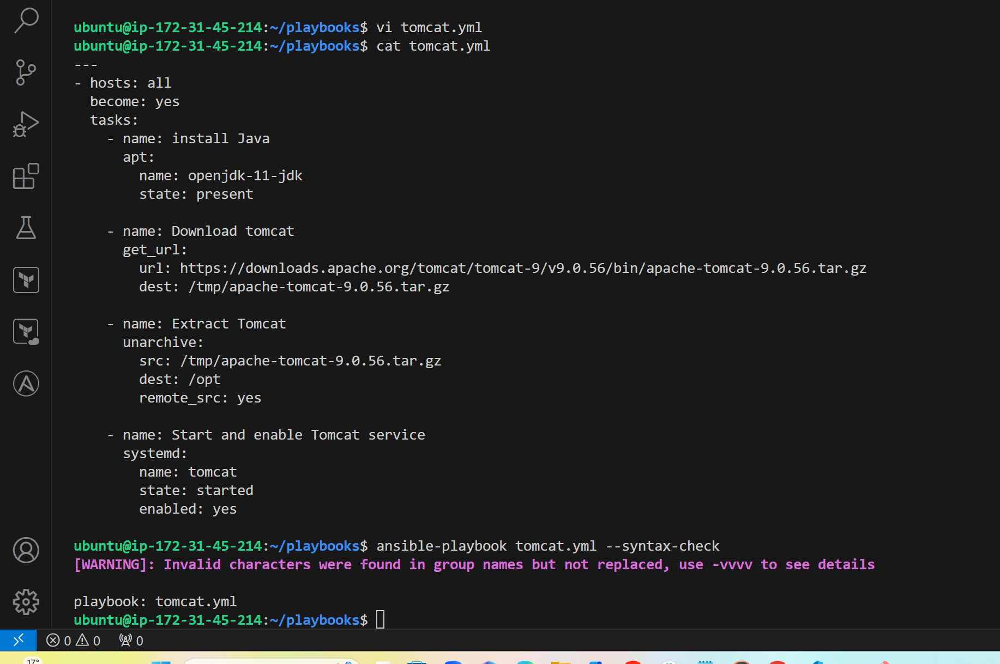 ubuntu@ip-172-31-45-214:~/playbooks$ vi tomcat.yml
ubuntu@ip-172-31-45-214:~/playbooks$ cat tomcat.yml
---
- hosts: all
  become: yes
  tasks:
    - name: install Java
      apt:
        name: openjdk-11-jdk
        state: present

    - name: Download tomcat
      get_url:
        url: https://downloads.apache.org/tomcat/tomcat-9/v9.0.56/bin/apache-tomcat-9.0.56.tar.gz
        dest: /tmp/apache-tomcat-9.0.56.tar.gz

    - name: Extract Tomcat
      unarchive:
        src: /tmp/apache-tomcat-9.0.56.tar.gz
        dest: /opt
        remote_src: yes

    - name: Start and enable Tomcat service
      systemd:
        name: tomcat
        state: started
        enabled: yes

ubuntu@ip-172-31-45-214:~/playbooks$ ansible-playbook tomcat.yml --syntax-check
[WARNING]: Invalid characters were found in group names but not replaced, use -vvvv to see details

playbook: tomcat.yml
ubuntu@ip-172-31-45-214:~/playbooks$
0 0 0
17°